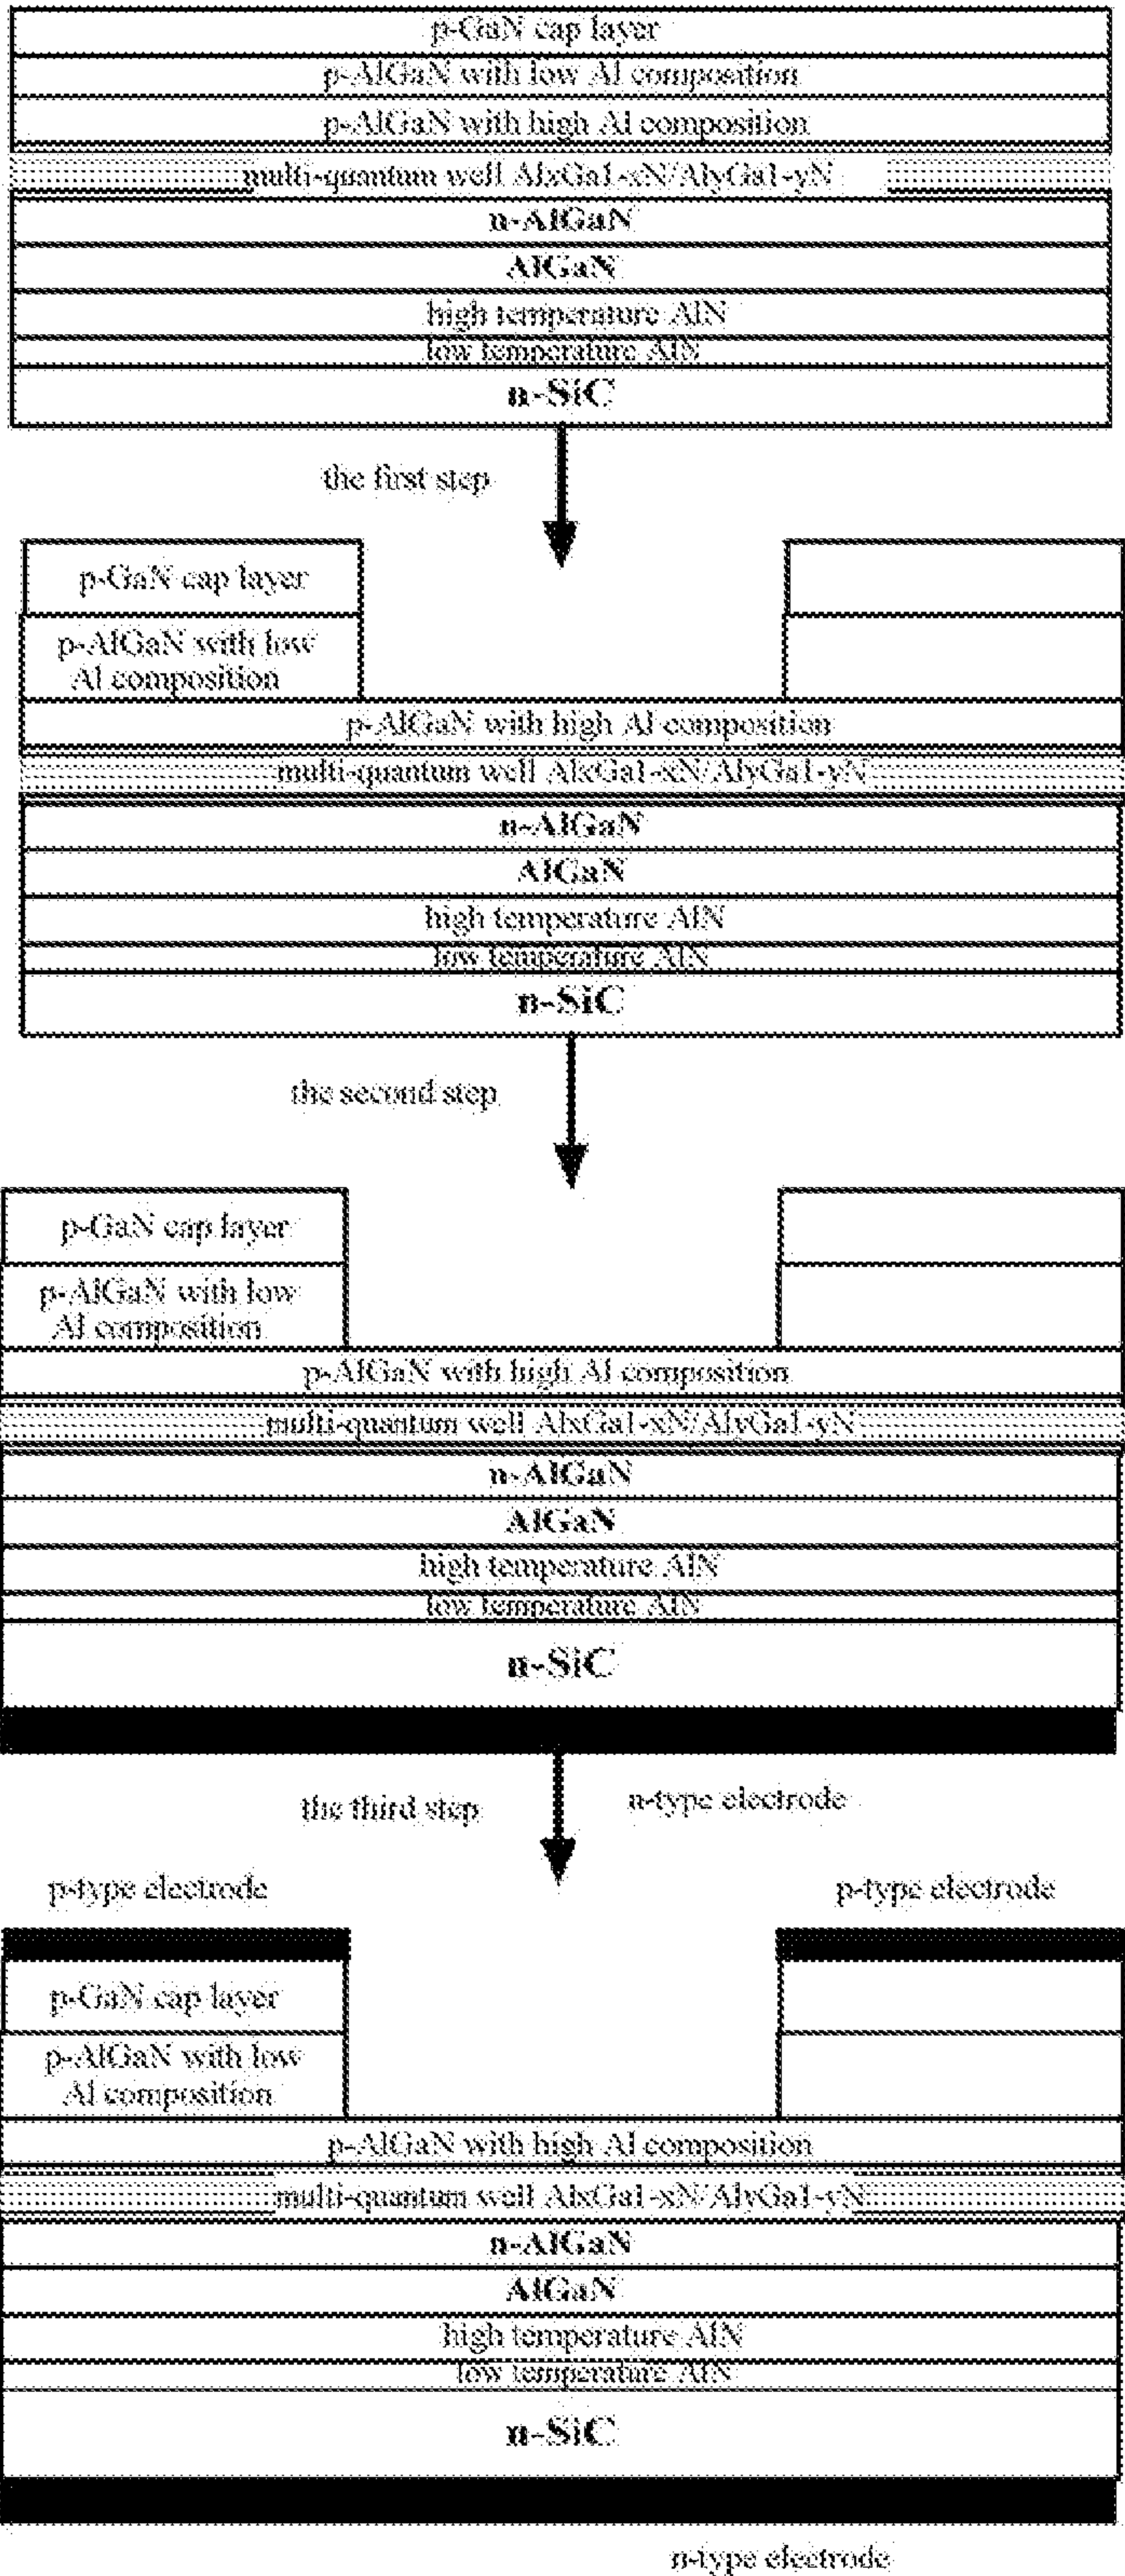 p-GaN cap layer
p-AlGaN with low Al composition
p-AlGaN with high Al composition
multi-quantum well AlxGa1-xN/AlyGa1-yN
n-AlGaN
AlGaN
high temperature AlN
low temperature AlN
n-SiC
the first step
p-GaN cap layer
p-AlGaN with low
Al composition
p-AlGaN with high Al composition
multi-quantum well AlxGa1-xN/AlyGa1-yN
n-AlGaN
AlGaN
high temperature AlN
low temperature AlN
n-SiC
the second step
p-GaN cap layer
p-AlGaN with low
Al composition
p-AlGaN with high Al composition
multi-quantum well AlxGa1-xN/AlyGa1-yN
n-AlGaN
AlGaN
high temperature AlN
low temperature AlN
n-SiC
the third step
n-type electrode
p-type electrode
p-type electrode
p-GaN cap layer
p-AlGaN with low
Al composition
p-AlGaN with high Al composition
multi-quantum well AlxGa1-xN/AlyGa1-yN
n-AlGaN
AlGaN
high temperature AlN
low temperature AlN
n-SiC
n-type electrode